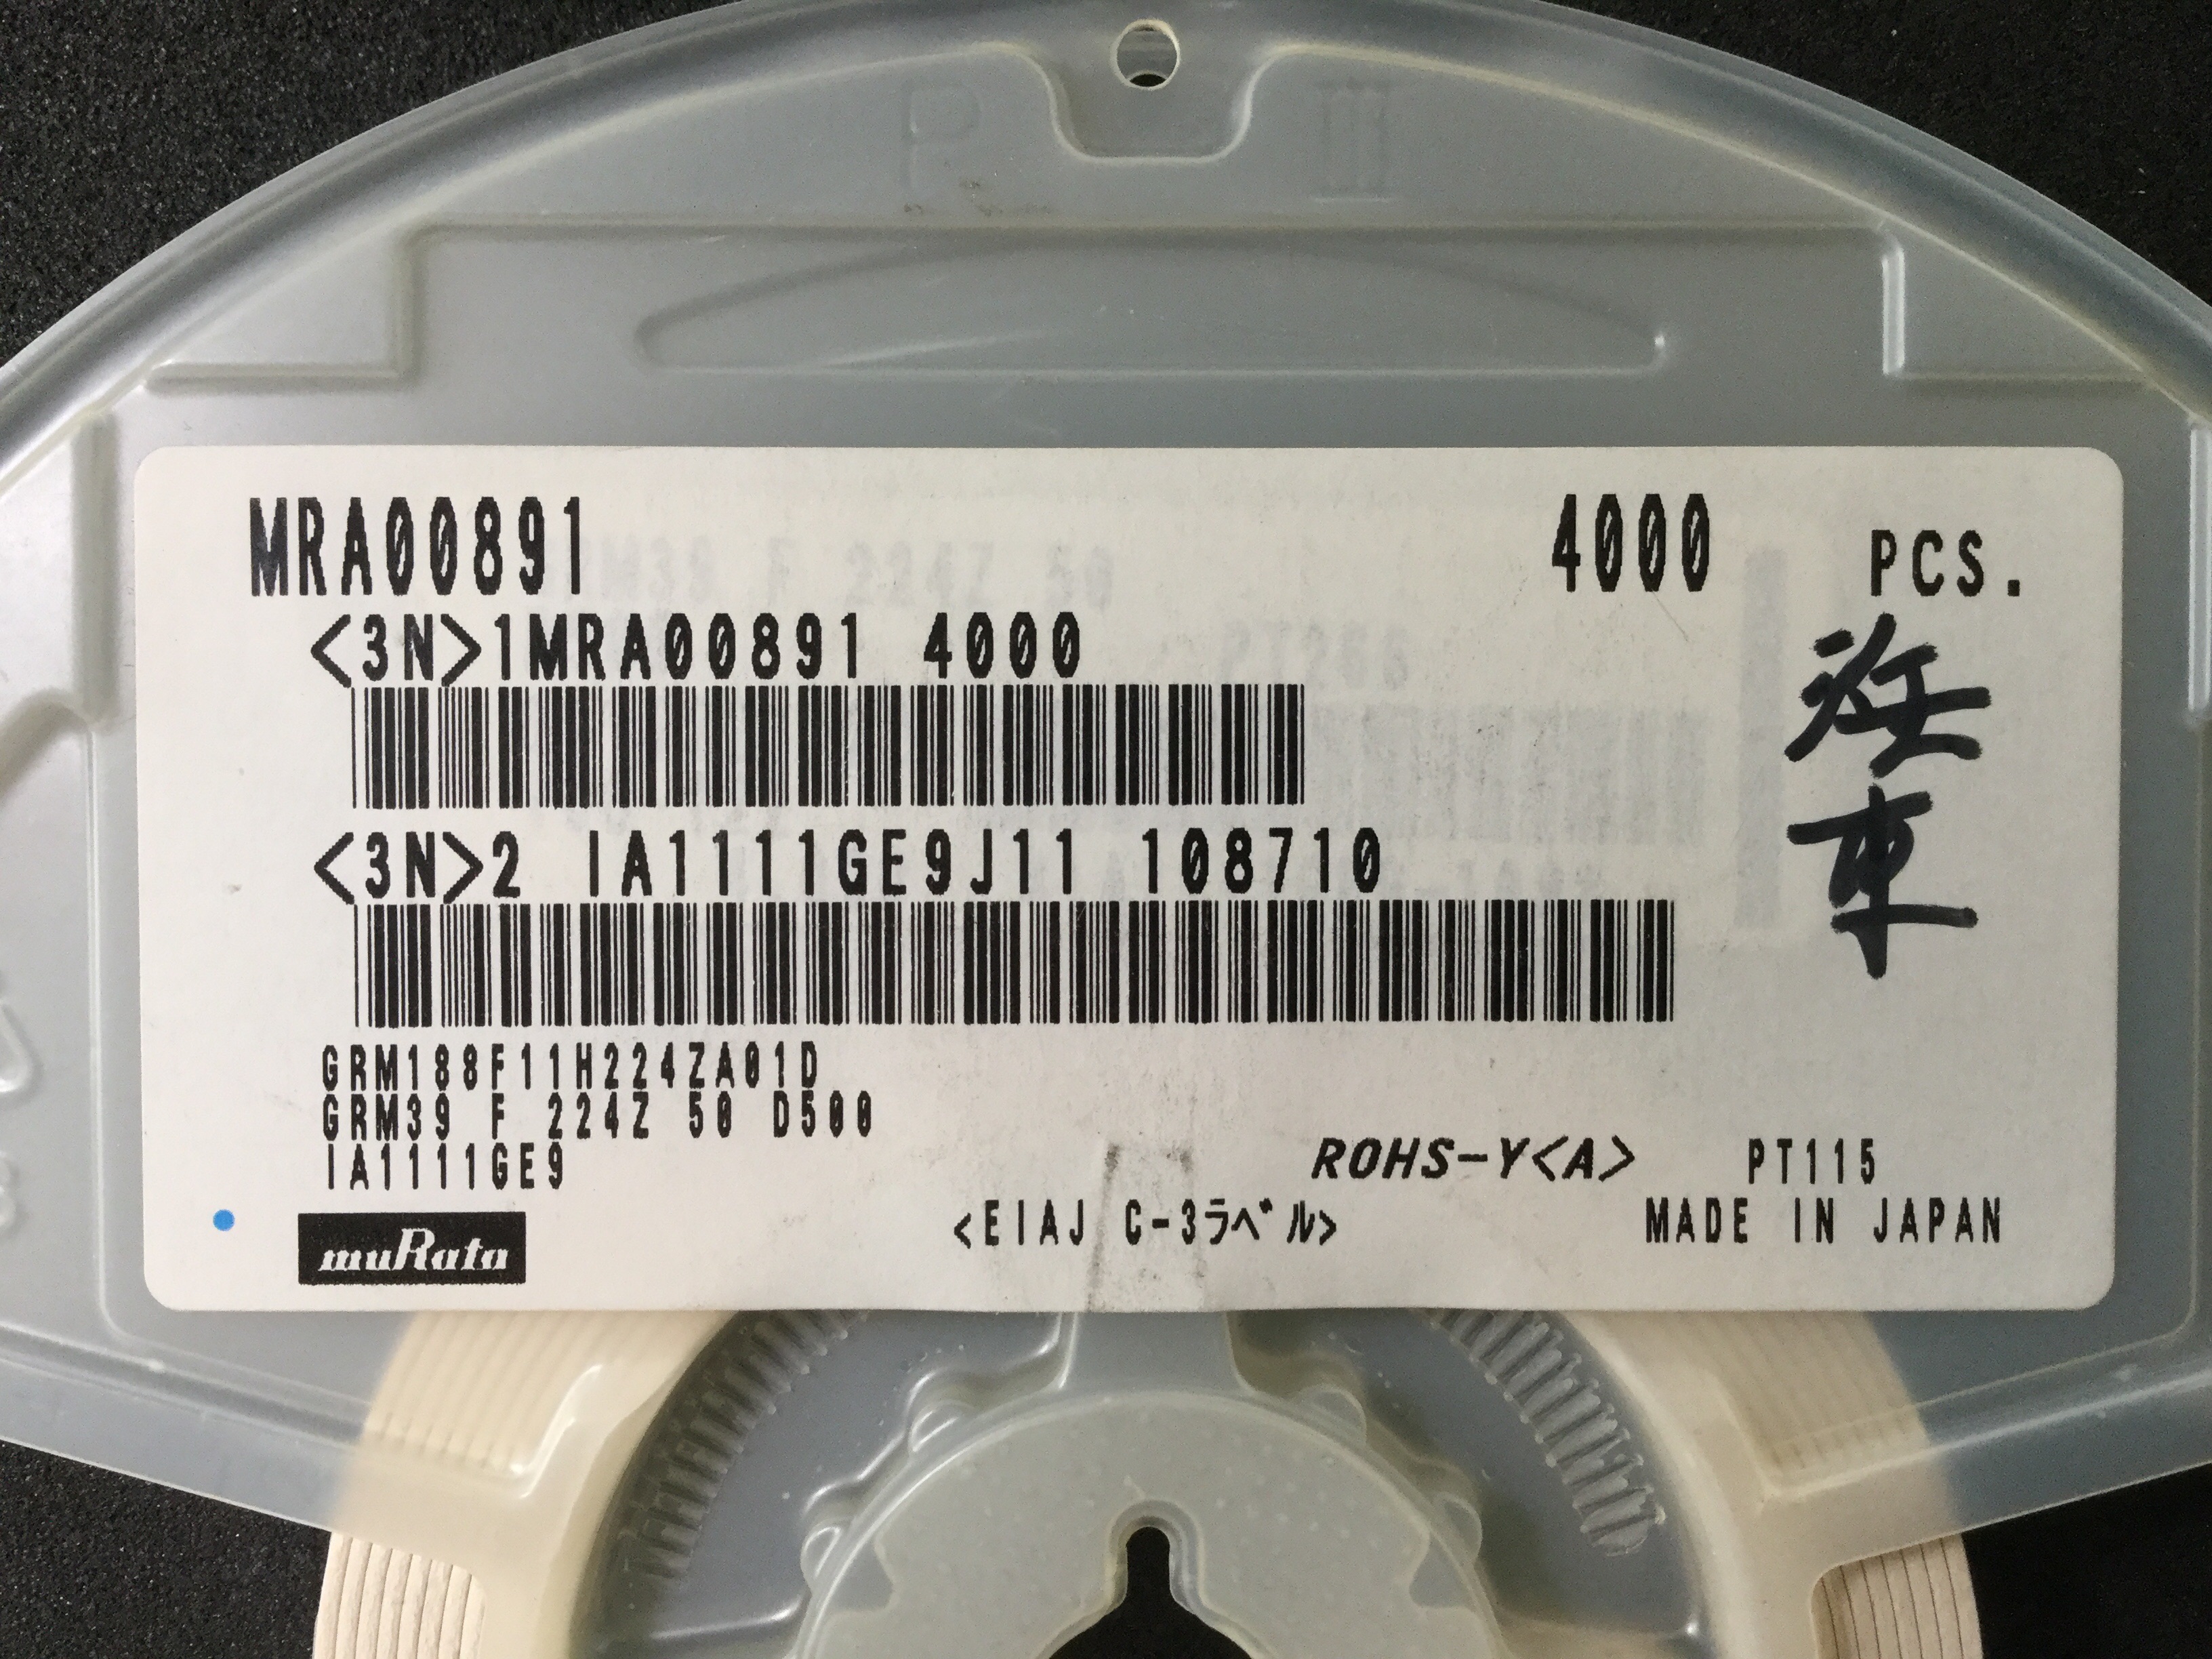 MRA00891 4000 PCS.
<3N>1MRA00891 4000
<3N>2 IA1111GE9J11 108710
GRM188F11H224ZA01D
GRM39 F 224Z 50 D500
IA1111GE9
ROHS-Y<A> PT115
muRata <EIAJ C-3ラベル> MADE IN JAPAN